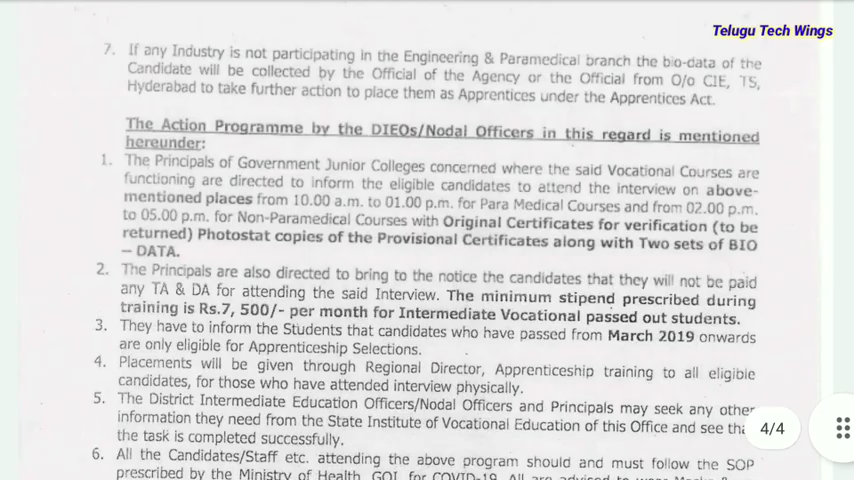 Telugu Tech Wings
7. If any Industry is not participating in the Engineering & Paramedical branch the bio-data of the
Candidate will be collected by the Official of the Agency or the Official from O/o CIE, TS,
Hyderabad to take further action to place them as Apprentices under the Apprentices Act.
The Action Programme by the DIEOs/Nodal Officers in this regard is mentioned
hereunder:
1. The Principals of Government Junior Colleges concerned where the said Vocational Courses are
functioning are directed to inform the eligible candidates to attend the interview on above-
mentioned places from 10.00 a.m. to 01.00 p.m. for Para Medical Courses and from 02.00 p.m.
to 05.00 p.m. for Non-Paramedical Courses with Original Certificates for verification (to be
returned) Photostat copies of the Provisional Certificates along with Two sets of BIO
– DATA.
2. The Principals are also directed to bring to the notice the candidates that they will not be paid
any TA & DA for attending the said Interview. The minimum stipend prescribed during
training is Rs.7, 500/- per month for Intermediate Vocational passed out students.
3. They have to inform the Students that candidates who have passed from March 2019 onwards
are only eligible for Apprenticeship Selections.
4. Placements will be given through Regional Director, Apprenticeship training to all eligible
candidates, for those who have attended interview physically.
5. The District Intermediate Education Officers/Nodal Officers and Principals may seek any other
information they need from the State Institute of Vocational Education of this Office and see
the task is completed successfully.
4/4
6. All the Candidates/Staff etc. attending the above program should and must follow the SOP
prescribed by the Ministry of Health, GOI, for COVID-19. All are advised to wear